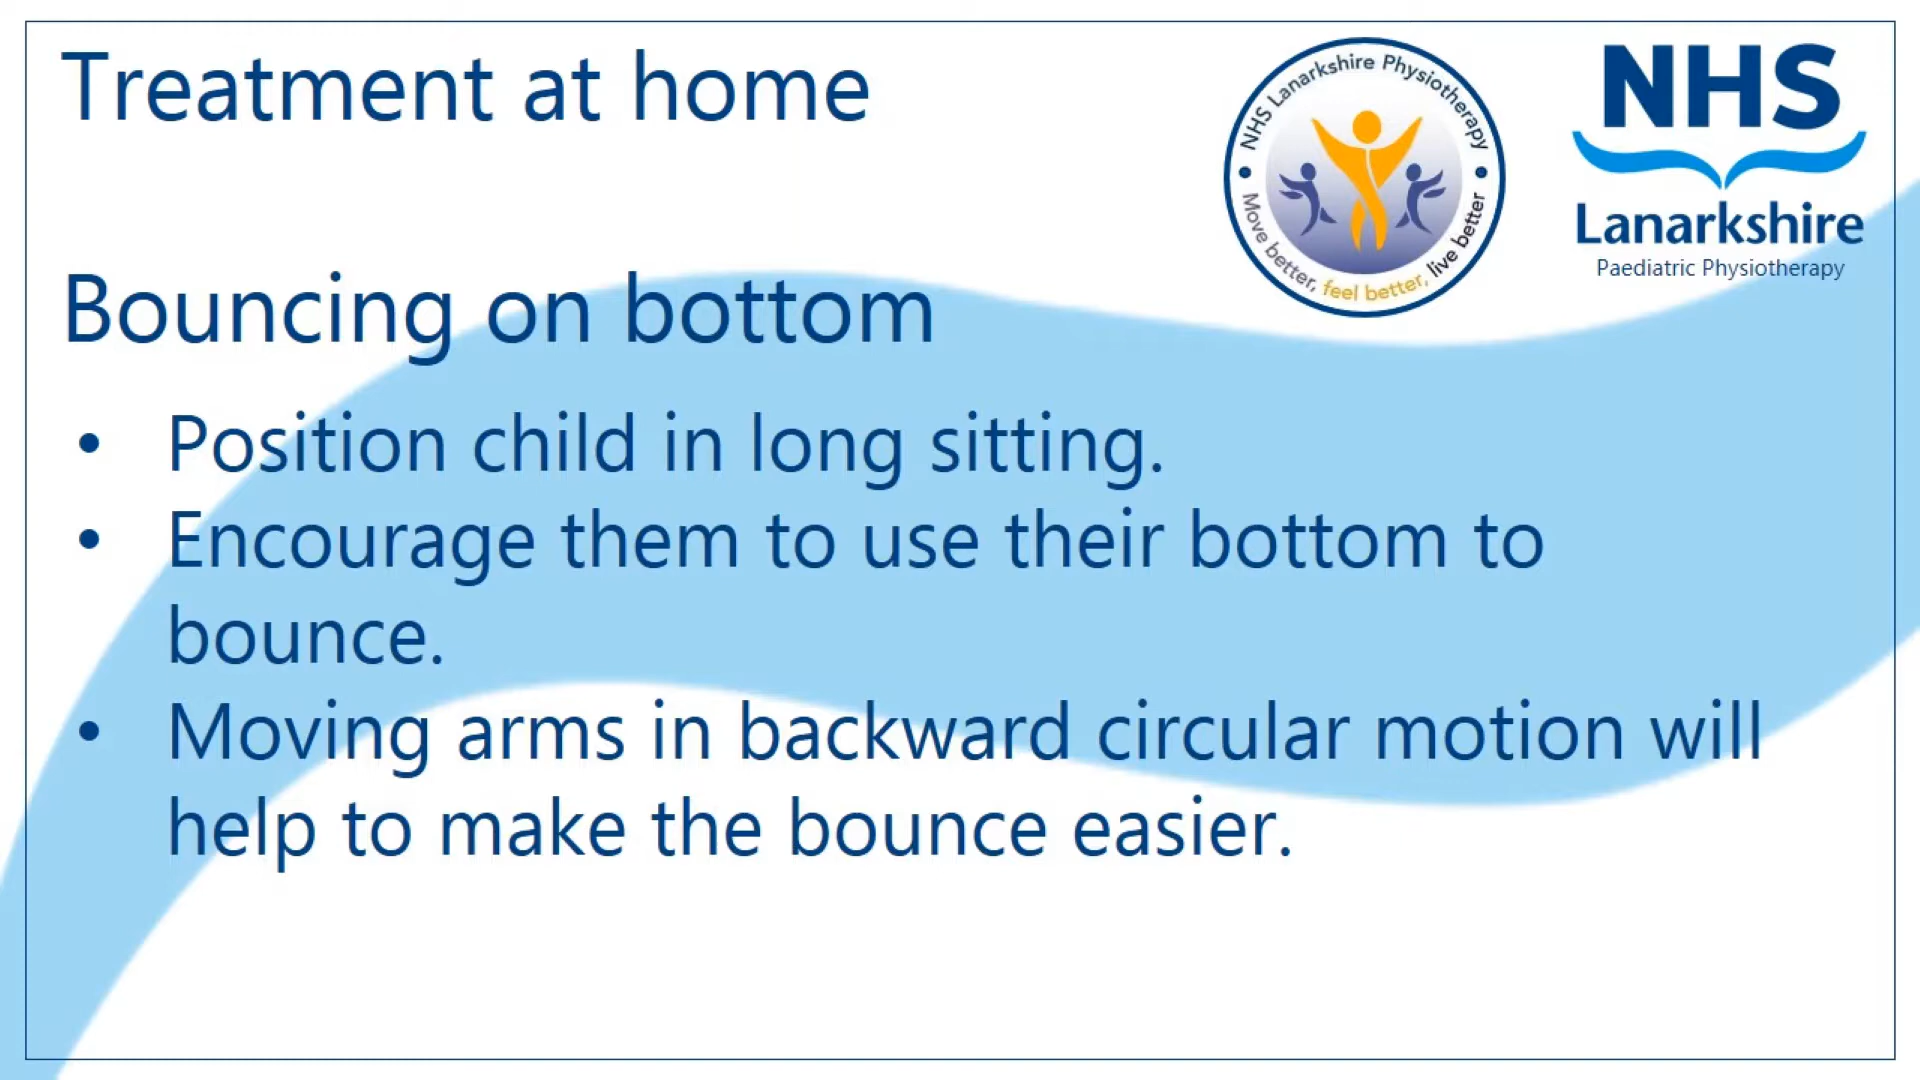 Treatment at home
NHS Lanarkshire Physiotherapy
Move better, feel better, live better
NHS
Lanarkshire
Paediatric Physiotherapy
Bouncing on bottom
• Position child in long sitting.
• Encourage them to use their bottom to
bounce.
• Moving arms in backward circular motion will
help to make the bounce easier.